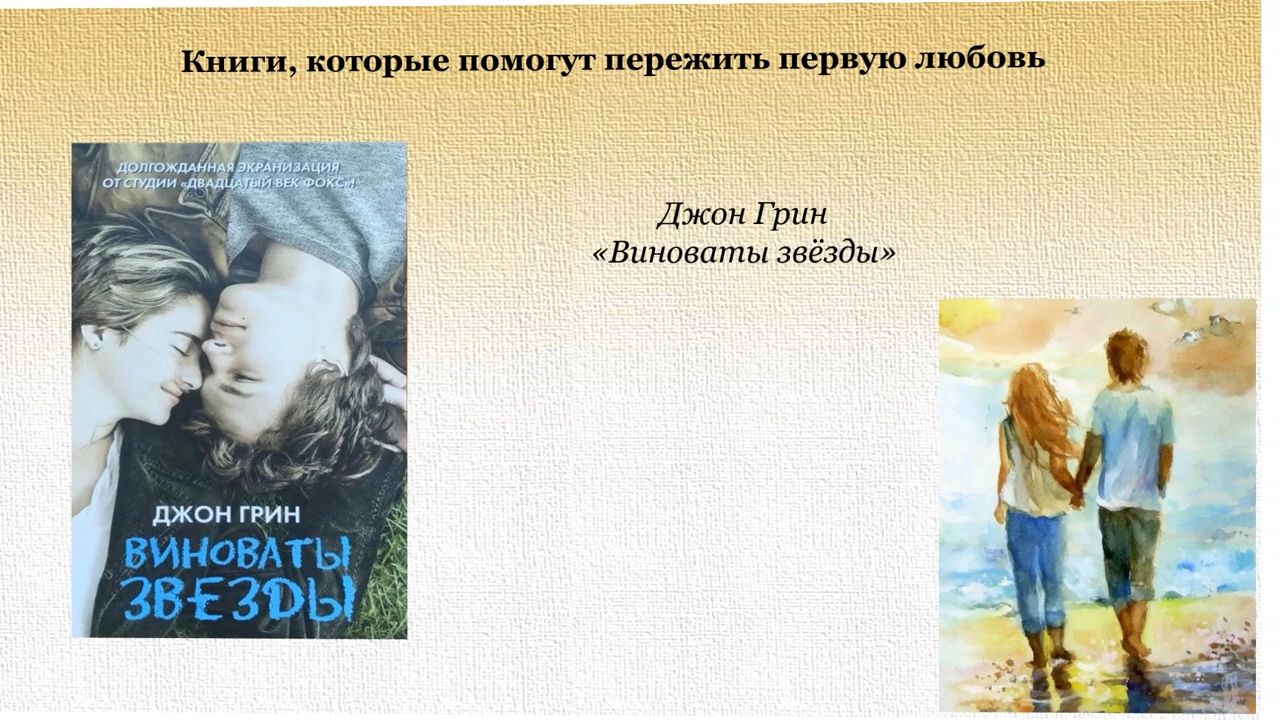 Книги, которые помогут пережить первую любовь
ДОЛГОЖДАННАЯ ЭКРАНИЗАЦИЯ
ОТ СТУДИИ «ДВАДЦАТЫЙ ВЕК ФОКС»!
Джон Грин
«Виноваты звёзды»
ДЖОН ГРИН
ВИНОВАТЫ
ЗВЕЗДЫ